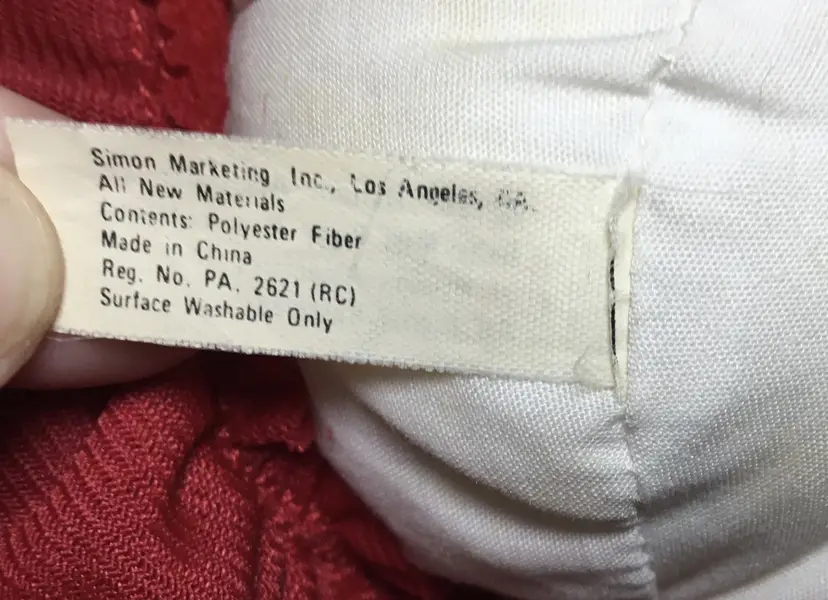 Simon Marketing Inc., Los Angeles, CA.
All New Materials
Contents: Polyester Fiber
Made in China
Reg. No. PA. 2621 (RC)
Surface Washable Only